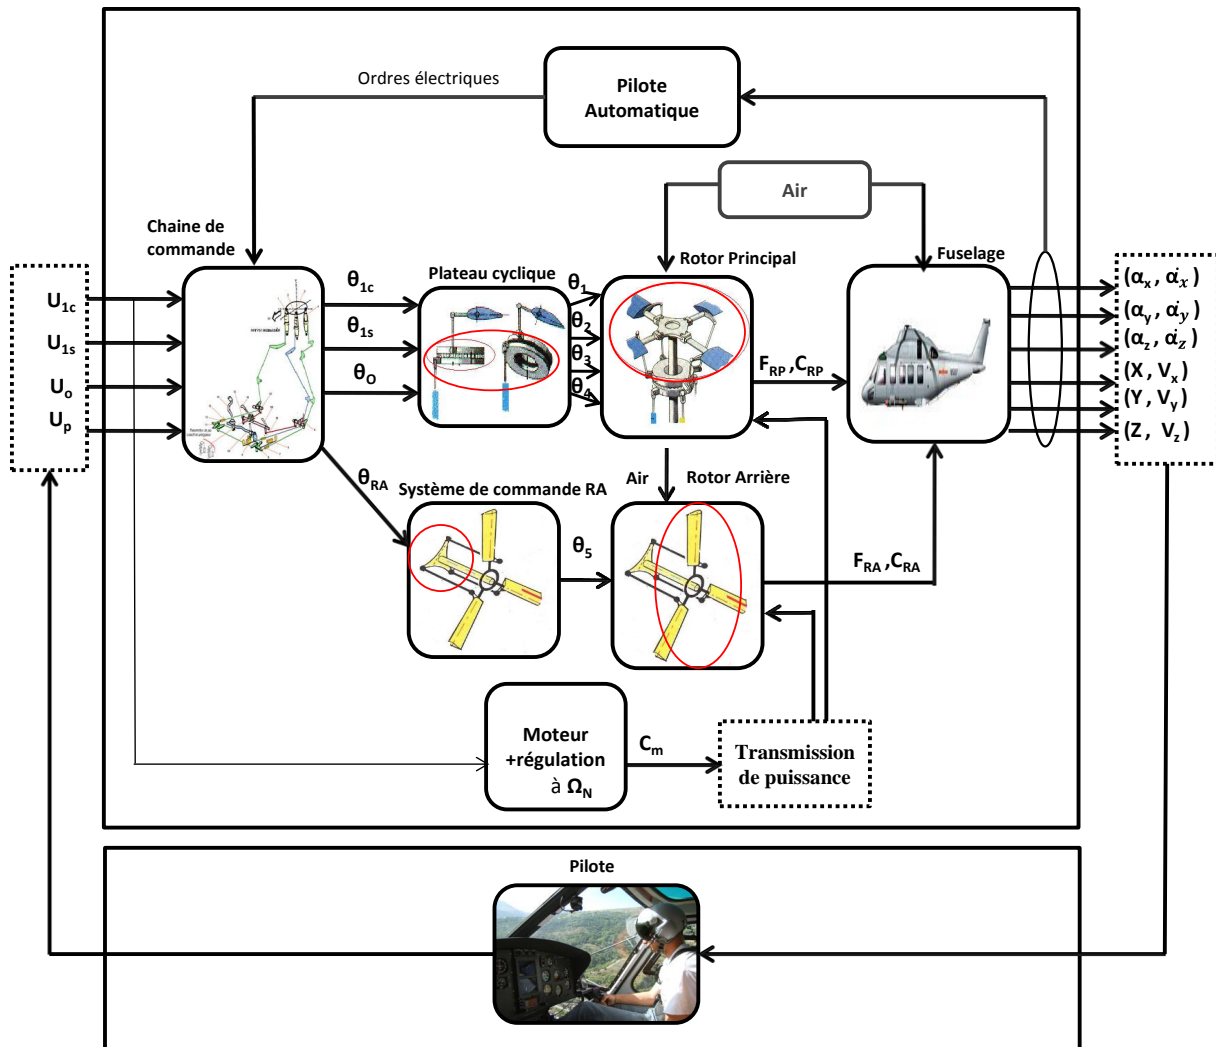 Ordres électriques
Pilote
Automatique
Air
Chaine de
commande
Plateau cyclique
Rotor Principal
Fuselage
U1c
U1s
Uo
Up
θ1c
θ1s
θO
θ1
θ2
θ3
θ4
FRP ,CRP
(αx , α̇x)
(αy , α̇y)
(αz , α̇z)
(X , Vx)
(Y , Vy)
(Z, Vz)
θRA
Système de commande RA
Air
Rotor Arrière
θ5
FRA ,CRA
Moteur
+régulation
à ΩN
Cm
Transmission
de puissance
Pilote